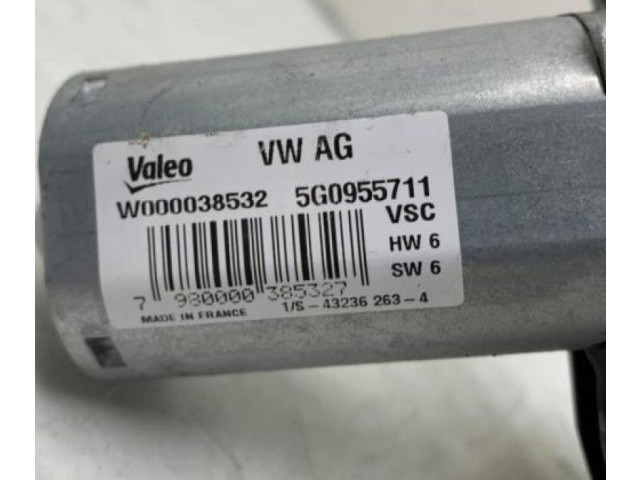 Valeo VW AG
W000038532 5G0955711
VSC
HW 6
SW 6
7 980000 385327
MADE IN FRANCE 1/S - 43236 263 - 4